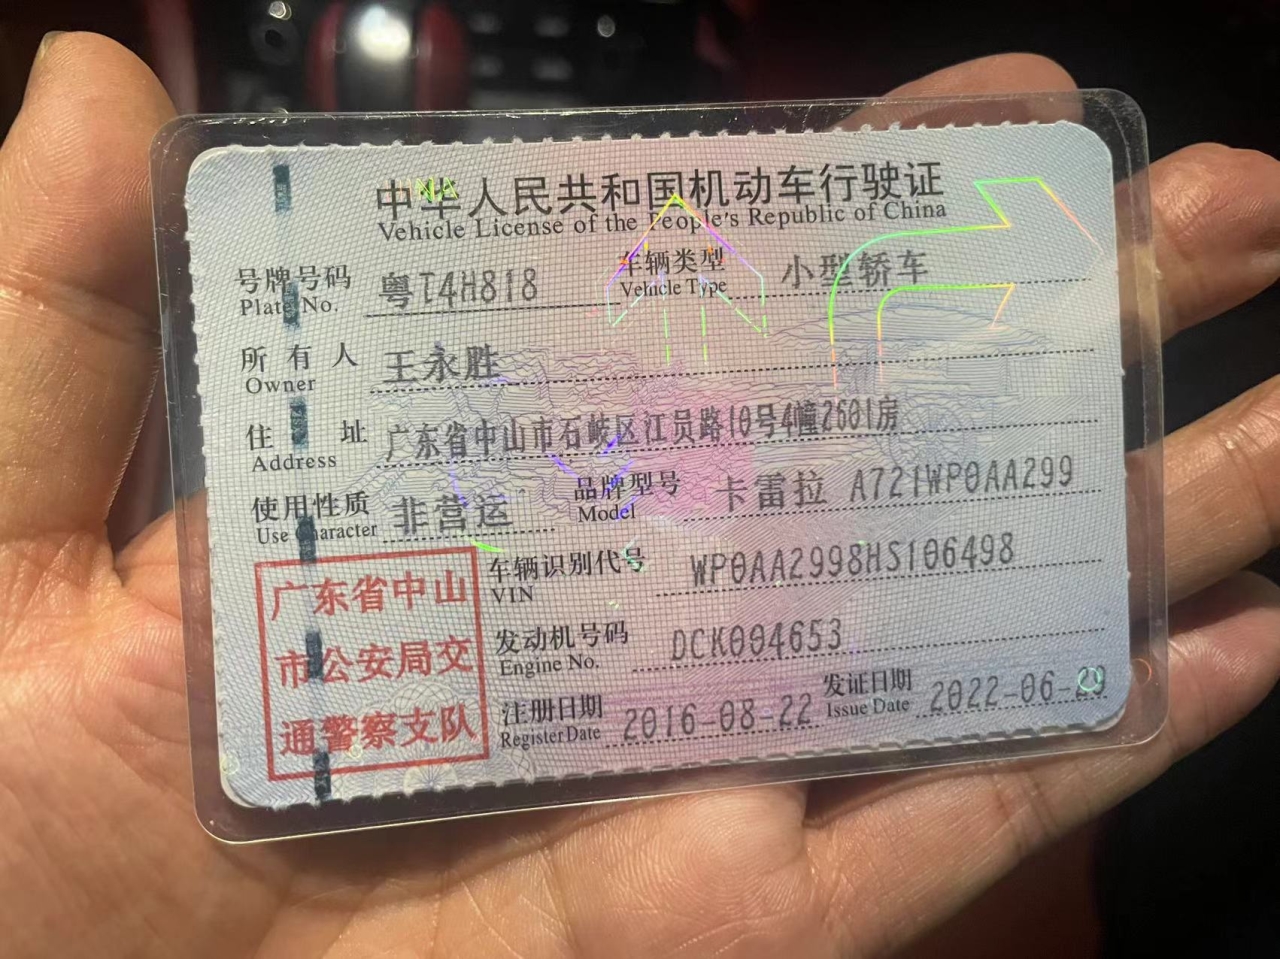 中华人民共和国机动车行驶证
Vehicle License of the People's Republic of China
号牌号码 粤T4H818 车辆类型 小型轿车
Plate No. Vehicle Type
所有人 王永胜
Owner
住址 广东省中山市石岐区江员路10号4幢2601房
Address
使用性质 非营运 品牌型号 卡雷拉 A721WP0AA299
Use Character Model
车辆识别代号 WP0AA2998HS106498
VIN
发动机号码 DCK004653
Engine No.
注册日期 2016-08-22 发证日期 2022-06-29
Register Date Issue Date
广东省中山
市公安局交
通警察支队